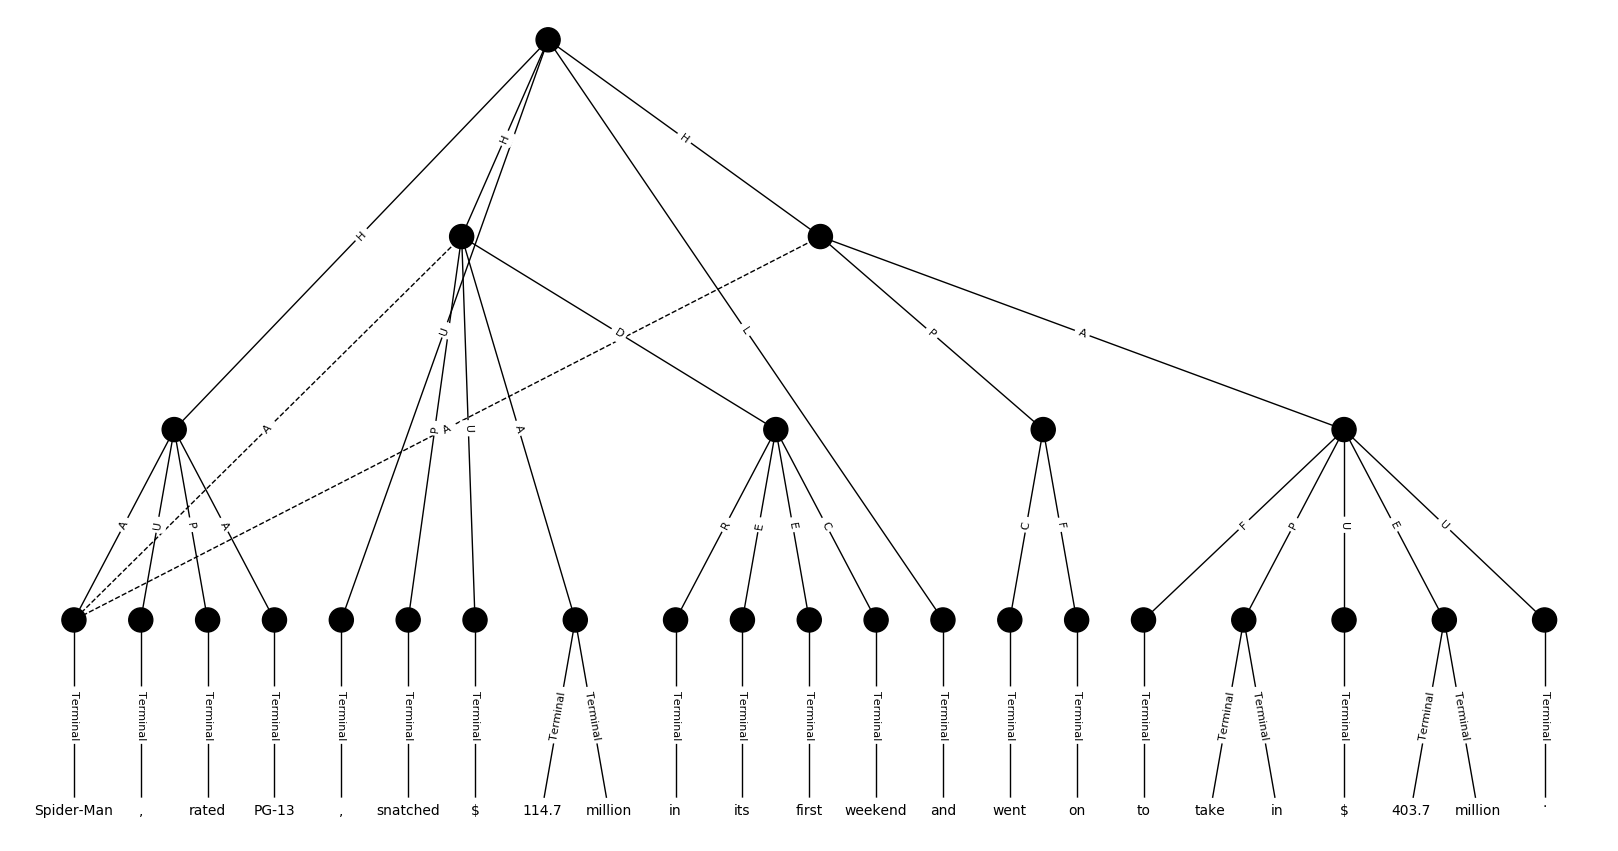 H
H
H
U
D
L
P
A
A
P
A
U
A
A
U
P
A
R
E
E
C
C
F
F
P
U
E
U
Terminal Terminal Terminal Terminal Terminal Terminal Terminal Terminal Terminal Terminal Terminal Terminal Terminal Terminal Terminal Terminal Terminal Terminal Terminal Terminal Terminal Terminal Terminal
Spider-Man , rated PG-13 , snatched $ 114.7 million in its first weekend and went on to take in $ 403.7 million .